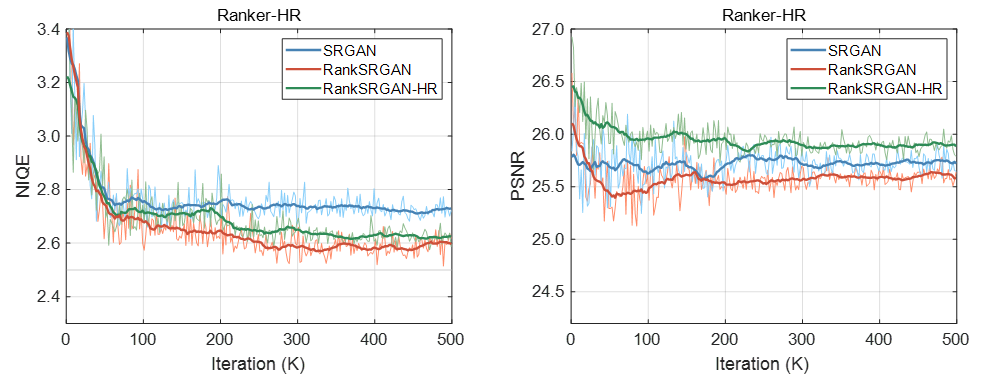 Ranker-HR
3.4
3.2
3.0
2.8
2.6
2.4
NIQE
SRGAN
RankSRGAN
RankSRGAN-HR
0 100 200 300 400 500
Iteration (K)
Ranker-HR
27.0
26.5
26.0
25.5
25.0
24.5
PSNR
SRGAN
RankSRGAN
RankSRGAN-HR
0 100 200 300 400 500
Iteration (K)